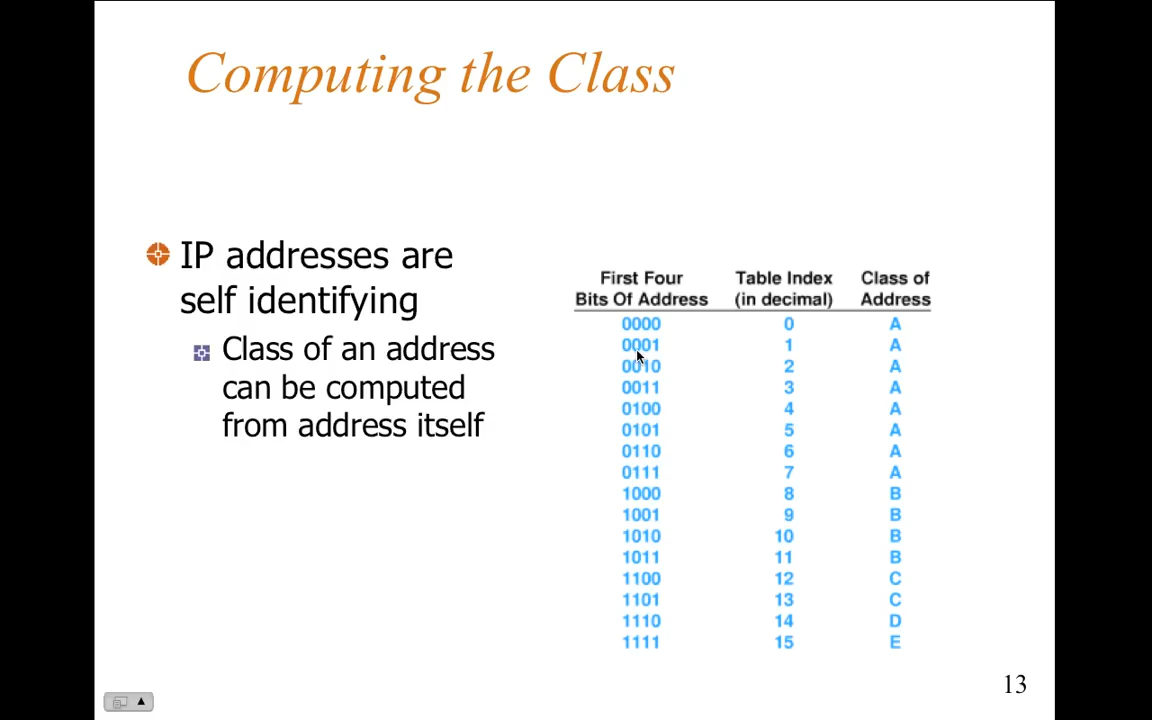 Computing the Class
IP addresses are
self identifying
Class of an address
can be computed
from address itself
First Four Table Index Class of
Bits Of Address (in decimal) Address
0000 0 A
0001 1 A
0010 2 A
0011 3 A
0100 4 A
0101 5 A
0110 6 A
0111 7 A
1000 8 B
1001 9 B
1010 10 B
1011 11 B
1100 12 C
1101 13 C
1110 14 D
1111 15 E
13